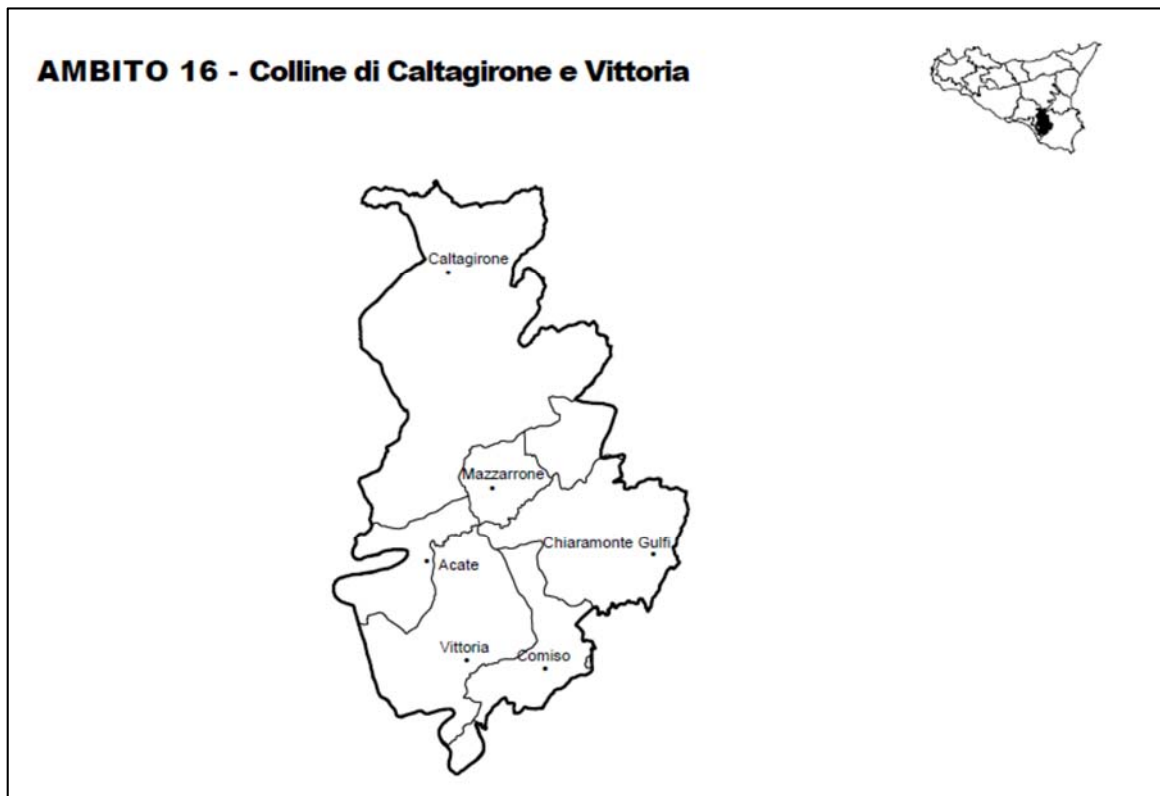 AMBITO 16 - Colline di Caltagirone e Vittoria
Caltagirone
Mazzarrone
Chiaramonte Gulfi
Acate
Vittoria
Comiso